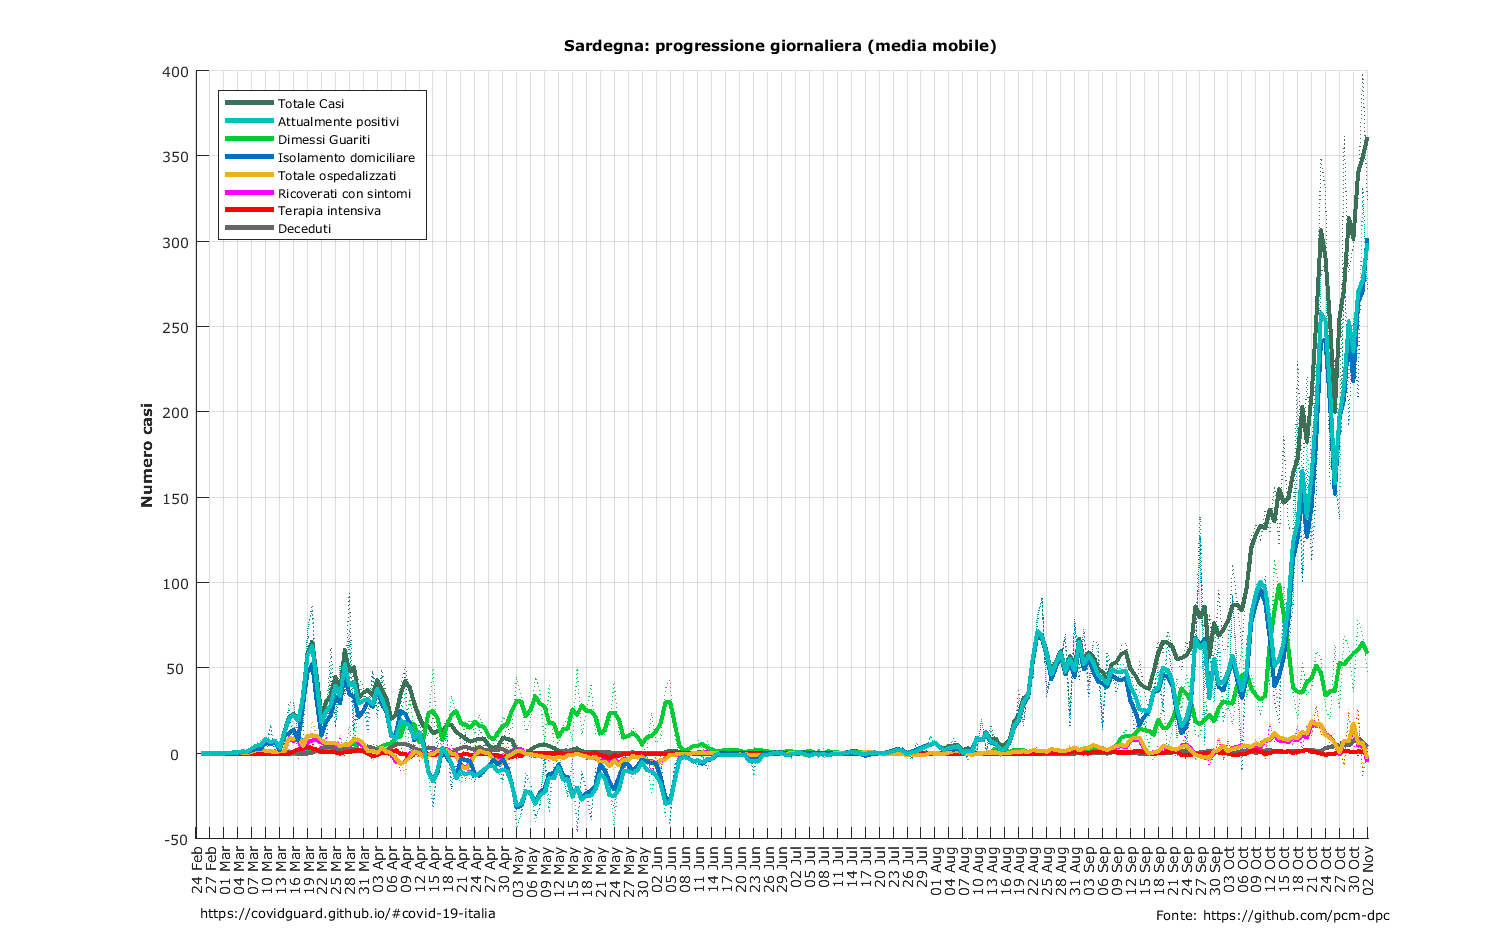 Sardegna: progressione giornaliera (media mobile)
Numero casi
400
350
300
250
200
150
100
50
0
-50
Totale Casi
Attualmente positivi
Dimessi Guariti
Isolamento domiciliare
Totale ospedalizzati
Ricoverati con sintomi
Terapia intensiva
Deceduti
24 Feb
27 Feb
01 Mar
04 Mar
07 Mar
10 Mar
13 Mar
16 Mar
19 Mar
22 Mar
25 Mar
28 Mar
31 Mar
03 Apr
06 Apr
09 Apr
12 Apr
15 Apr
18 Apr
21 Apr
24 Apr
27 Apr
30 Apr
03 May
06 May
09 May
12 May
15 May
18 May
21 May
24 May
27 May
30 May
02 Jun
05 Jun
08 Jun
11 Jun
14 Jun
17 Jun
20 Jun
23 Jun
26 Jun
29 Jun
02 Jul
05 Jul
08 Jul
11 Jul
14 Jul
17 Jul
20 Jul
23 Jul
26 Jul
29 Jul
01 Aug
04 Aug
07 Aug
10 Aug
13 Aug
16 Aug
19 Aug
22 Aug
25 Aug
28 Aug
31 Aug
03 Sep
06 Sep
09 Sep
12 Sep
15 Sep
18 Sep
21 Sep
24 Sep
27 Sep
30 Sep
03 Oct
06 Oct
09 Oct
12 Oct
15 Oct
18 Oct
21 Oct
24 Oct
27 Oct
30 Oct
02 Nov
https://covidguard.github.io/#covid-19-italia
Fonte: https://github.com/pcm-dpc